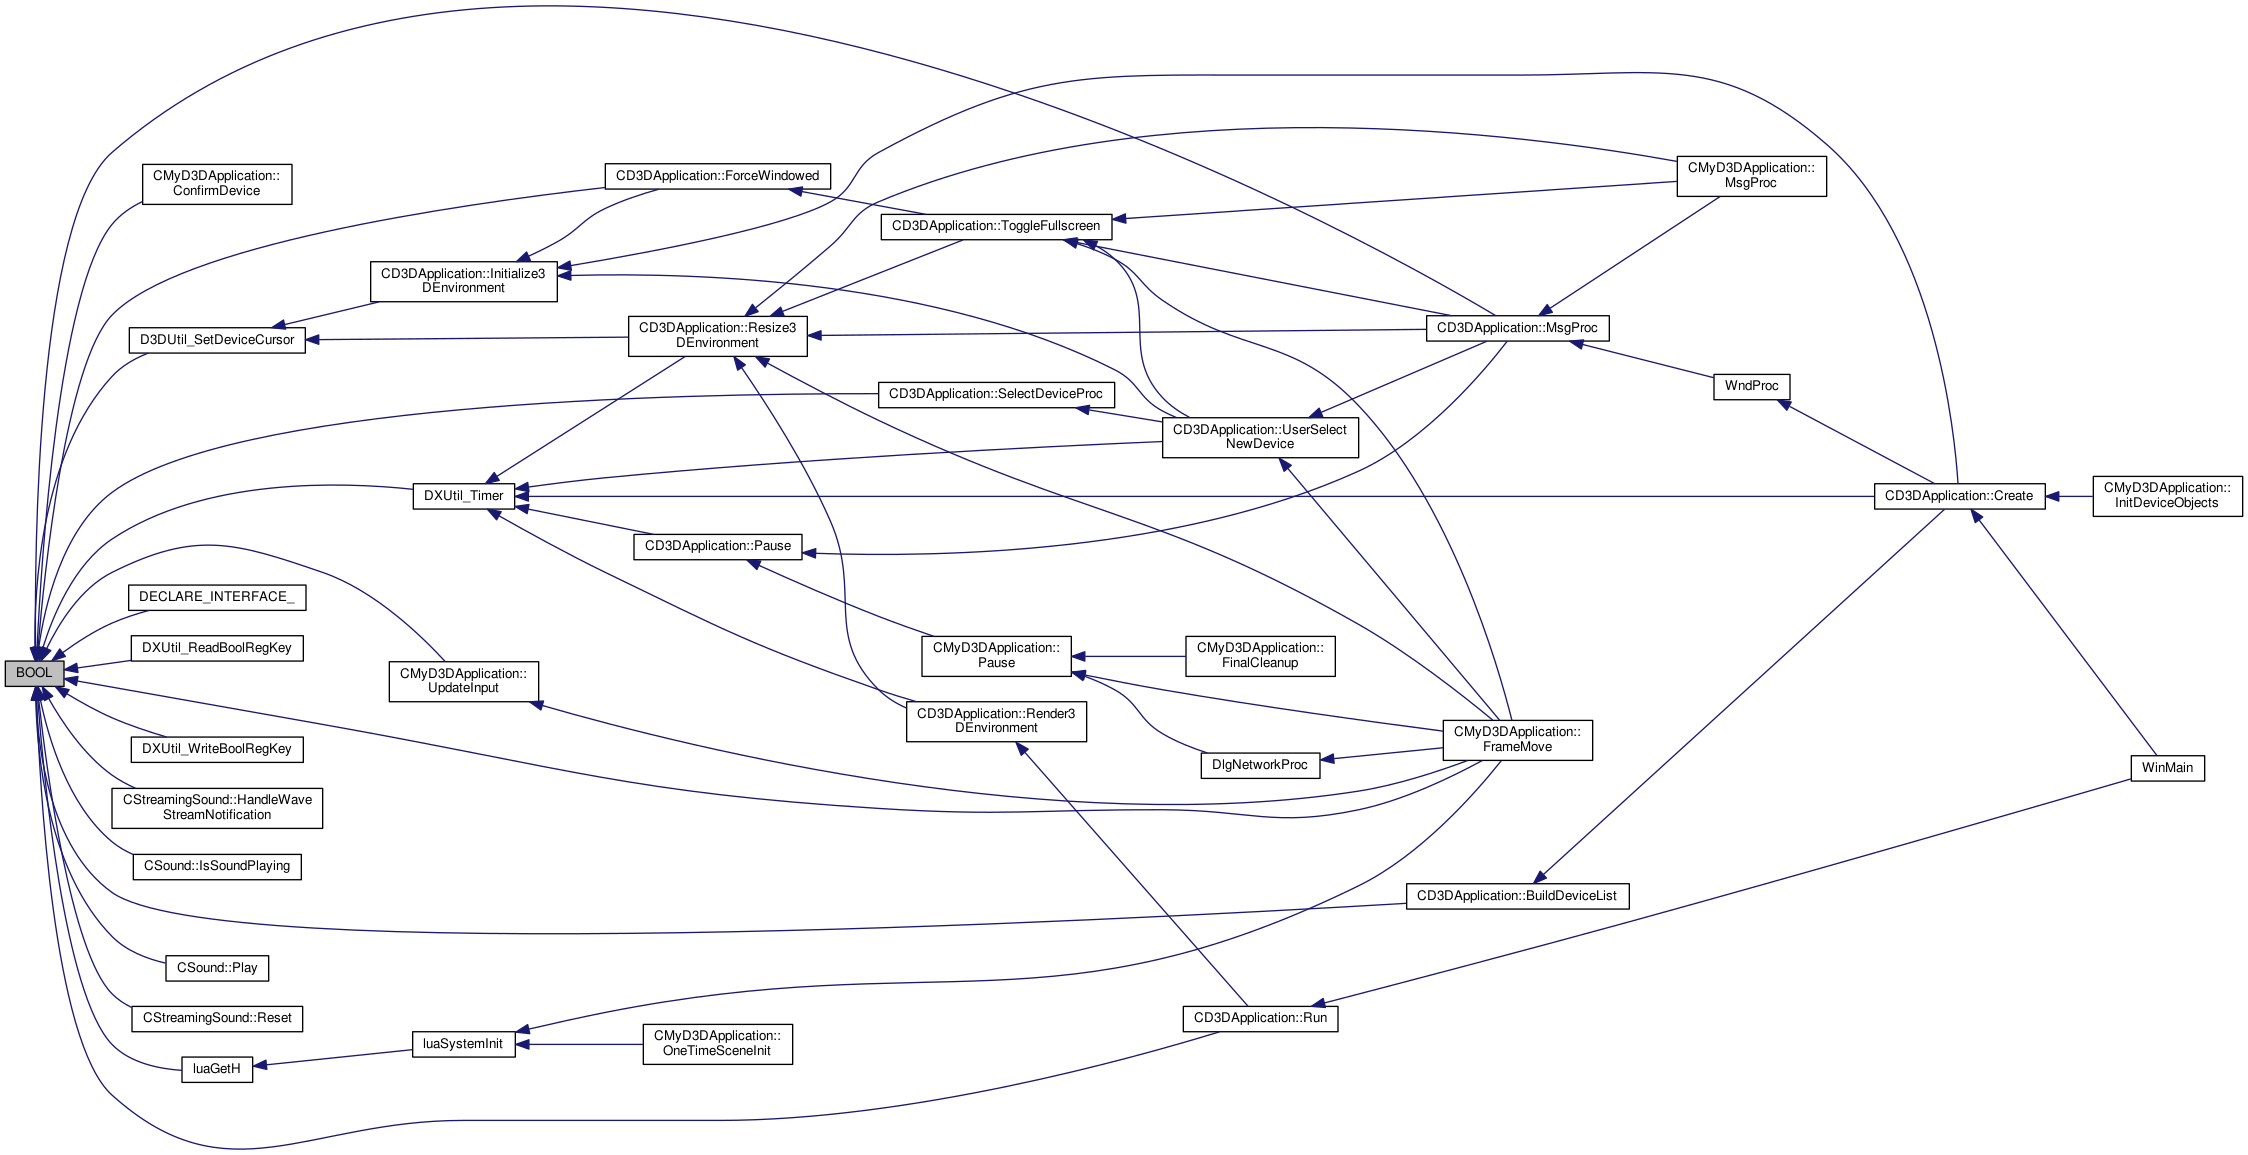 BOOL
CMyD3DApplication::
ConfirmDevice
D3DUtil_SetDeviceCursor
DECLARE_INTERFACE_
DXUtil_ReadBoolRegKey
DXUtil_WriteBoolRegKey
CStreamingSound::HandleWave
StreamNotification
CSound::IsSoundPlaying
CSound::Play
CStreamingSound::Reset
luaGetH
CD3DApplication::Initialize3
DEnvironment
DXUtil_Timer
CMyD3DApplication::
UpdateInput
luaSystemInit
CD3DApplication::ForceWindowed
CD3DApplication::Resize3
DEnvironment
CD3DApplication::Pause
CMyD3DApplication::
OneTimeSceneInit
CD3DApplication::ToggleFullscreen
CD3DApplication::SelectDeviceProc
CMyD3DApplication::
Pause
CD3DApplication::Render3
DEnvironment
CD3DApplication::UserSelect
NewDevice
CMyD3DApplication::
FinalCleanup
DlgNetworkProc
CD3DApplication::Run
CD3DApplication::MsgProc
CMyD3DApplication::
FrameMove
CD3DApplication::BuildDeviceList
CMyD3DApplication::
MsgProc
WndProc
CD3DApplication::Create
CMyD3DApplication::
InitDeviceObjects
WinMain